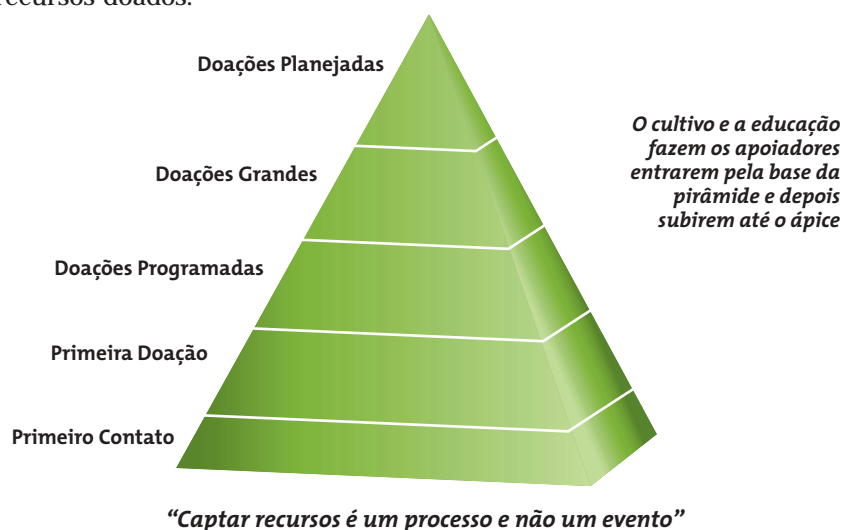 recursos doados.
Doações Planejadas
O cultivo e a educação
fazem os apoiadores
entrarem pela base da
pirâmide e depois
subirem até o ápice
Doações Grandes
Doações Programadas
Primeira Doação
Primeiro Contato
“Captar recursos é um processo e não um evento”